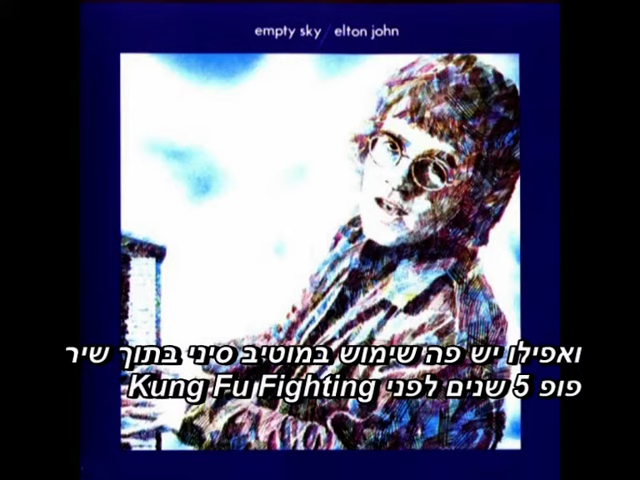 empty sky / elton john
ואפילו יש פה שימוש במוטיב סיני בתוך שיר
פופ 5 שנים לפני Kung Fu Fighting